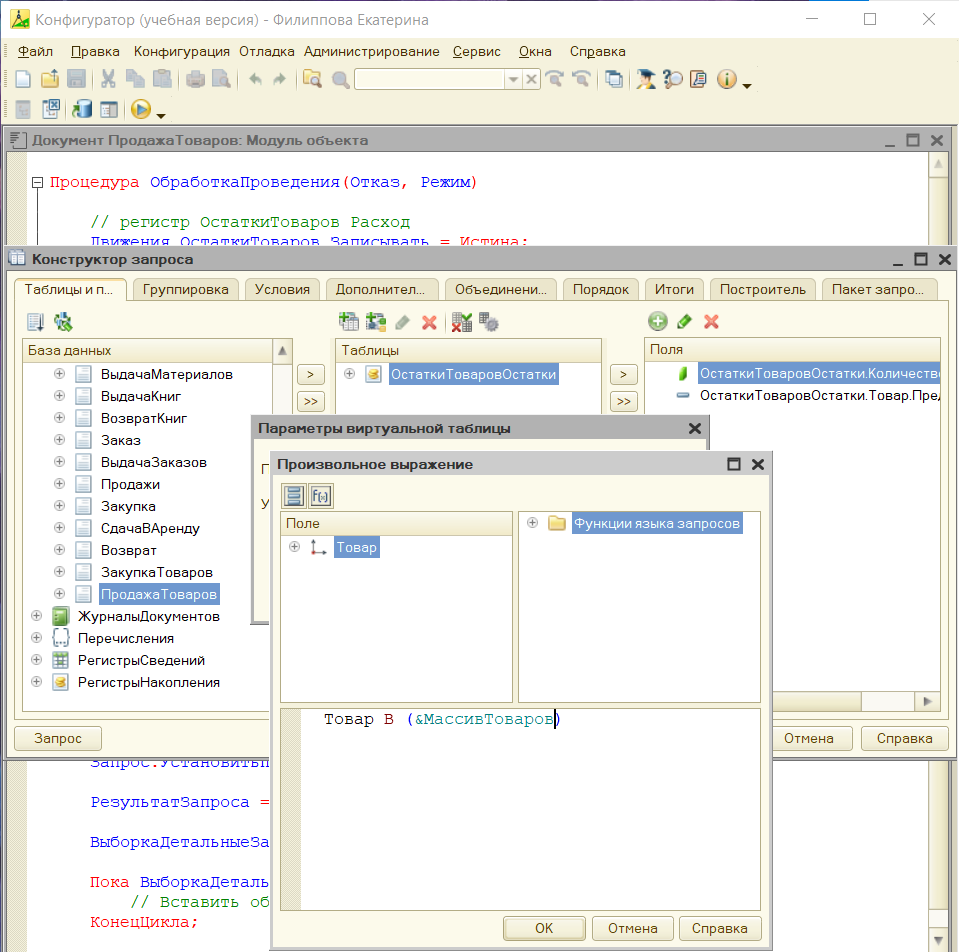 Конфигуратор (учебная версия) - Филиппова Екатерина
Файл Правка Конфигурация Отладка Администрирование Сервис Окна Справка
Документ ПродажаТоваров: Модуль объекта
Процедура ОбработкаПроведения(Отказ, Режим)
// регистр ОстаткиТоваров Расход
Движения.ОстаткиТоваров.Записывать = Истина;
Конструктор запроса
Таблицы и п... Группировка Условия Дополнител... Объединени... Порядок Итоги Построитель Пакет запро...
База данных
ВыдачаМатериалов
ВыдачаКниг
ВозвратКниг
Заказ
ВыдачаЗаказов
Продажи
Закупка
СдачаВАренду
Возврат
ЗакупкаТоваров
ПродажаТоваров
ЖурналыДокументов
Перечисления
РегистрыСведений
РегистрыНакопления
>
>>
Таблицы
ОстаткиТоваровОстатки
>
>>
Поля
ОстаткиТоваровОстатки.Количество
ОстаткиТоваровОстатки.Товар.Пред
Параметры виртуальной таблицы
П
У
Произвольное выражение
Поле
Товар
Функции языка запросов
Товар В (&МассивТоваров)
OK Отмена Справка
Запрос
Отмена Справка
Запрос.УстановитьП
РезультатЗапроса =
ВыборкаДетальныеЗа
Пока ВыборкаДеталь
// Вставить об
КонецЦикла;